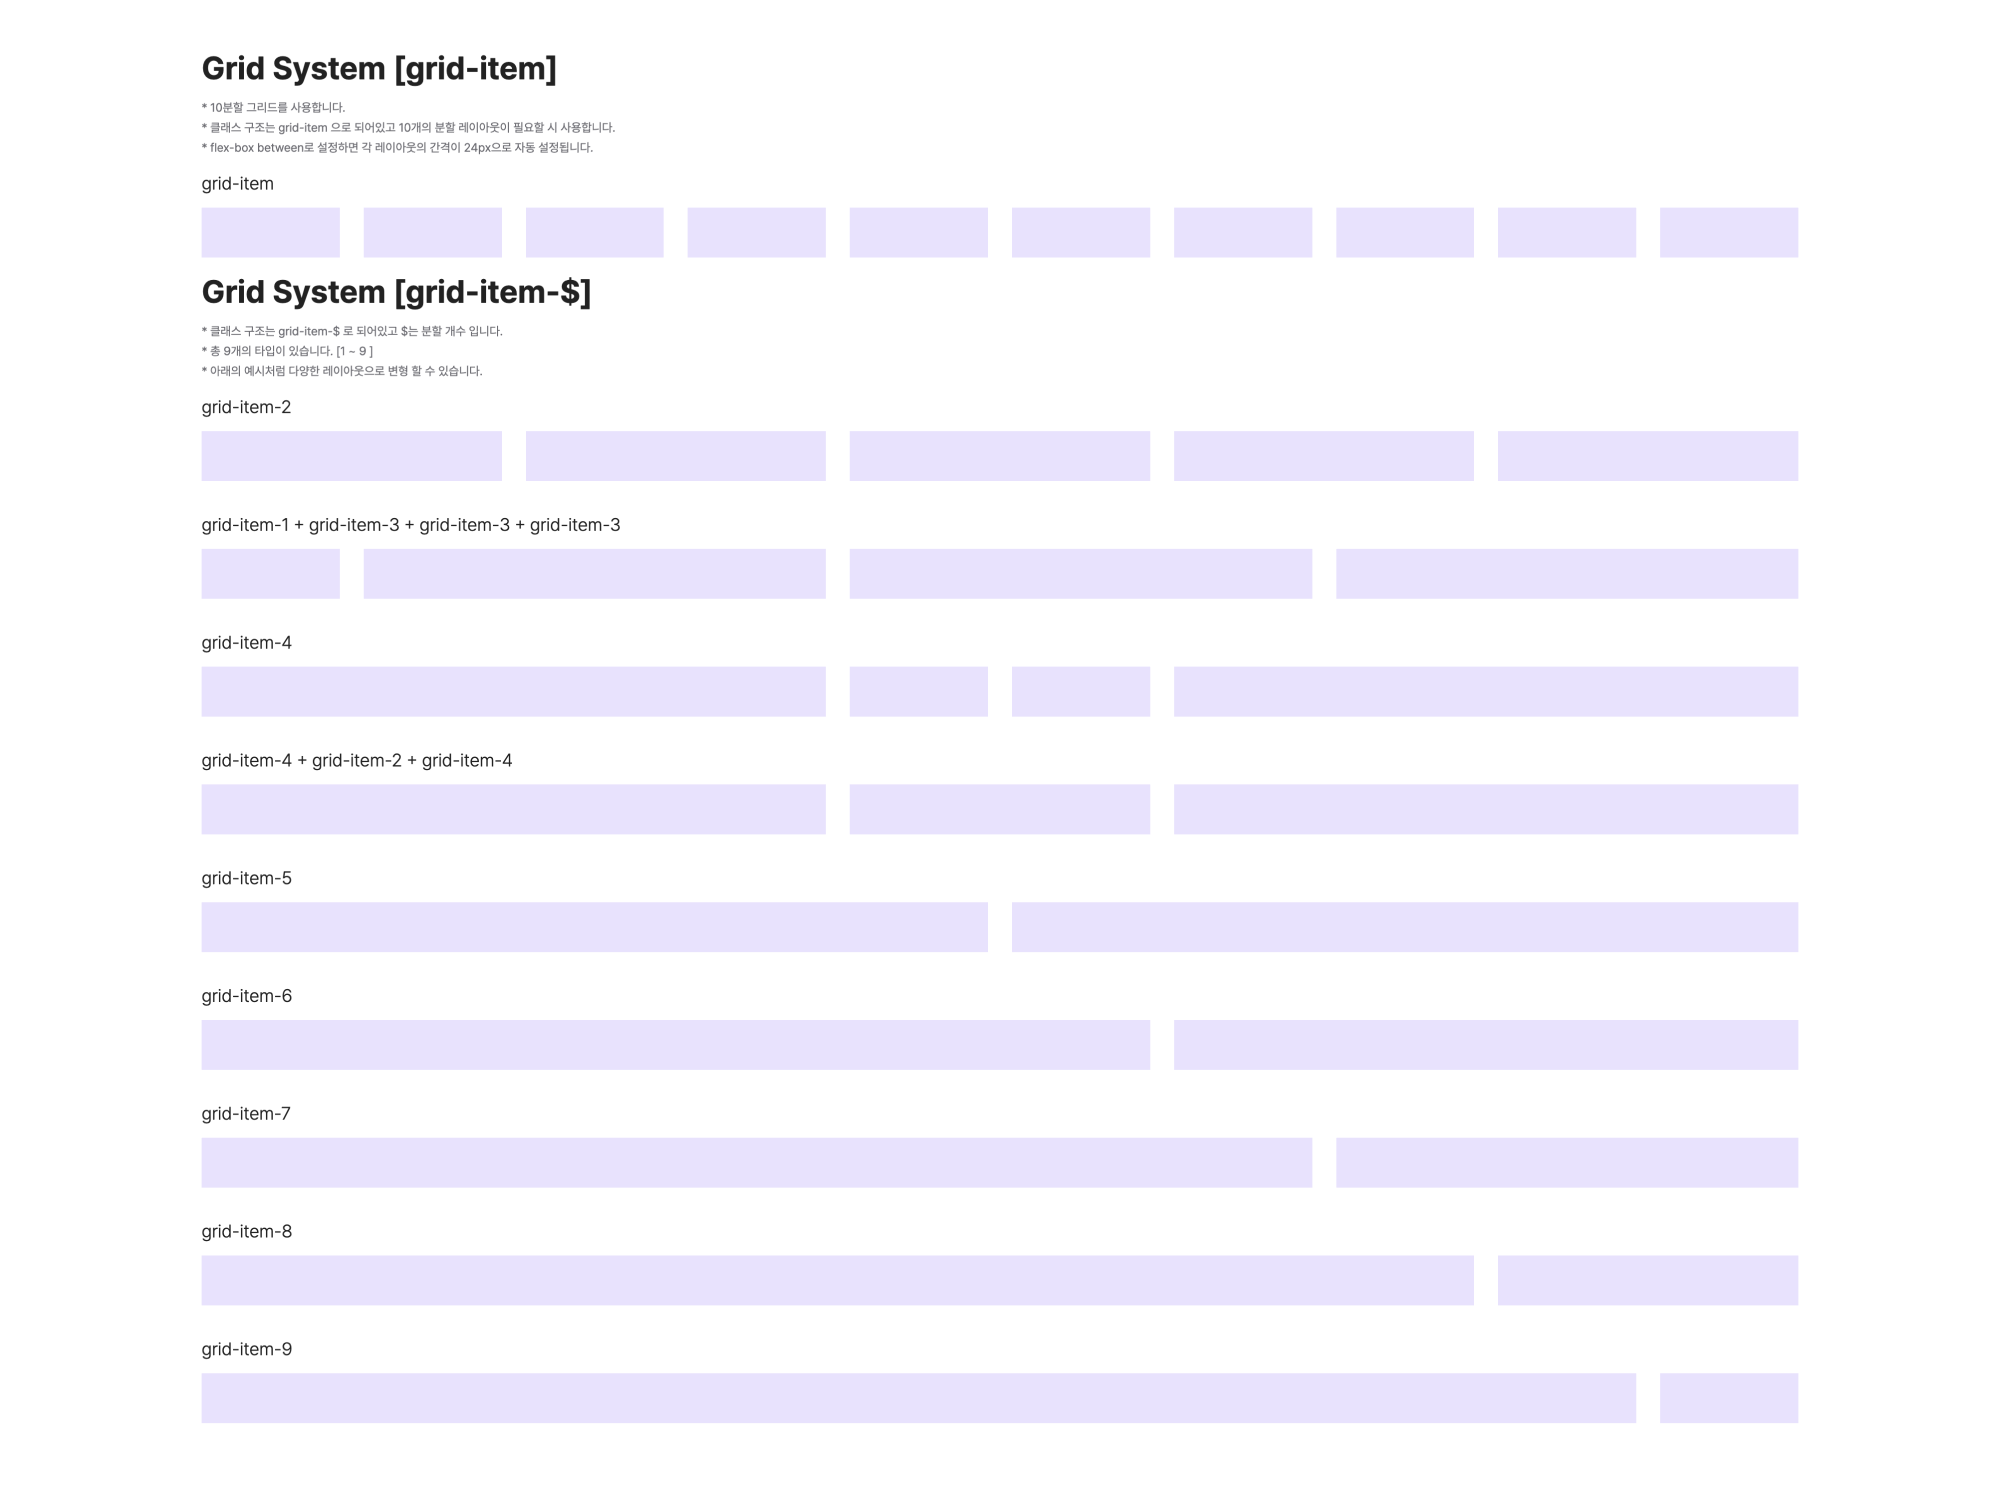 Grid System [grid-item]
* 10분할 그리드를 사용합니다.
* 클래스 구조는 grid-item 으로 되어있고 10개의 분할 레이아웃이 필요할 시 사용합니다.
* flex-box between로 설정하면 각 레이아웃의 간격이 24px으로 자동 설정됩니다.
grid-item
Grid System [grid-item-$]
* 클래스 구조는 grid-item-$ 로 되어있고 $는 분할 개수 입니다.
* 총 9개의 타입이 있습니다. [1 ~ 9 ]
* 아래의 예시처럼 다양한 레이아웃으로 변형 할 수 있습니다.
grid-item-2
grid-item-1 + grid-item-3 + grid-item-3 + grid-item-3
grid-item-4
grid-item-4 + grid-item-2 + grid-item-4
grid-item-5
grid-item-6
grid-item-7
grid-item-8
grid-item-9